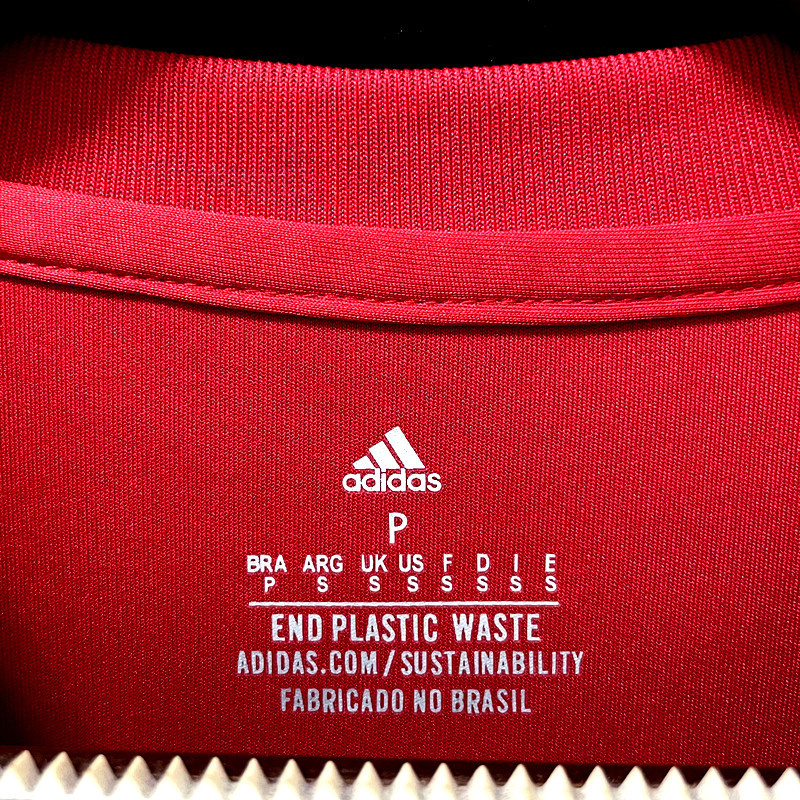 adidas
P
BRA ARG UK US F D I E
P S S S S S S S
END PLASTIC WASTE
ADIDAS.COM/SUSTAINABILITY
FABRICADO NO BRASIL